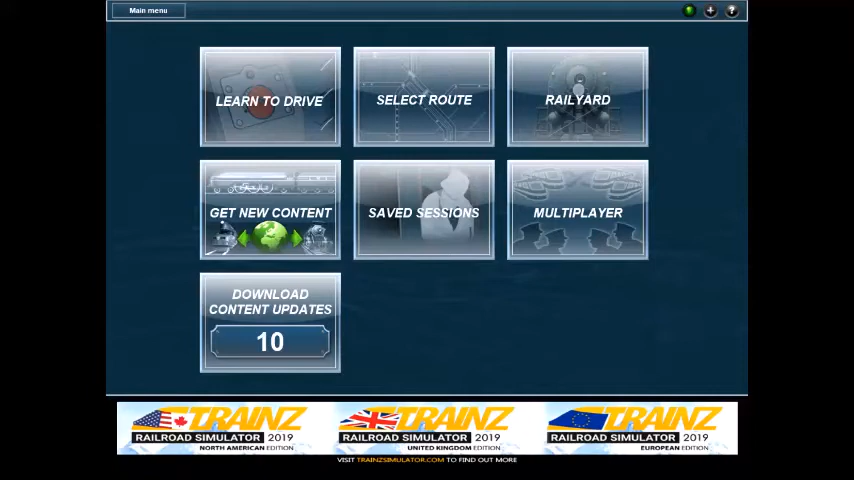 Main menu
?
LEARN TO DRIVE
SELECT ROUTE
RAILYARD
GET NEW CONTENT
SAVED SESSIONS
MULTIPLAYER
DOWNLOAD
CONTENT UPDATES
10
TRAINZ
RAILROAD SIMULATOR 2019
NORTH AMERICAN EDITION
TRAINZ
RAILROAD SIMULATOR 2019
UNITED KINGDOM EDITION
TRAINZ
RAILROAD SIMULATOR 2019
EUROPEAN EDITION
VISIT TRAINZSIMULATOR.COM TO FIND OUT MORE